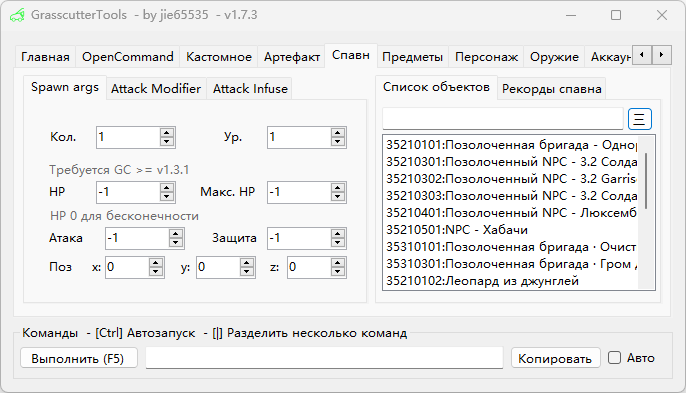 GrasscutterTools - by jie65535 - v1.7.3
Главная OpenCommand Кастомное Артефакт Спавн Предметы Персонаж Оружие Аккаун
Spawn args Attack Modifier Attack Infuse
Кол. 1 Ур. 1
Требуется GC >= v1.3.1
HP -1 Макс. HP -1
HP 0 для бесконечности
Атака -1 Защита -1
Поз x: 0 y: 0 z: 0
Список объектов Рекорды спавна
三
35210101:Позолоченная бригада - Однор
35210301:Позолоченный NPC - 3.2 Солда
35210302:Позолоченный NPC - 3.2 Garris
35210303:Позолоченный NPC - 3.2 Солда
35210401:Позолоченный NPC - Люксемб
35210501:NPC - Хабачи
35310101:Позолоченная бригада · Очист
35310301:Позолоченная бригада · Гром д
35210102:Леопард из джунглей
Команды - [Ctrl] Автозапуск - [|] Разделить несколько команд
Выполнить (F5) Копировать Авто